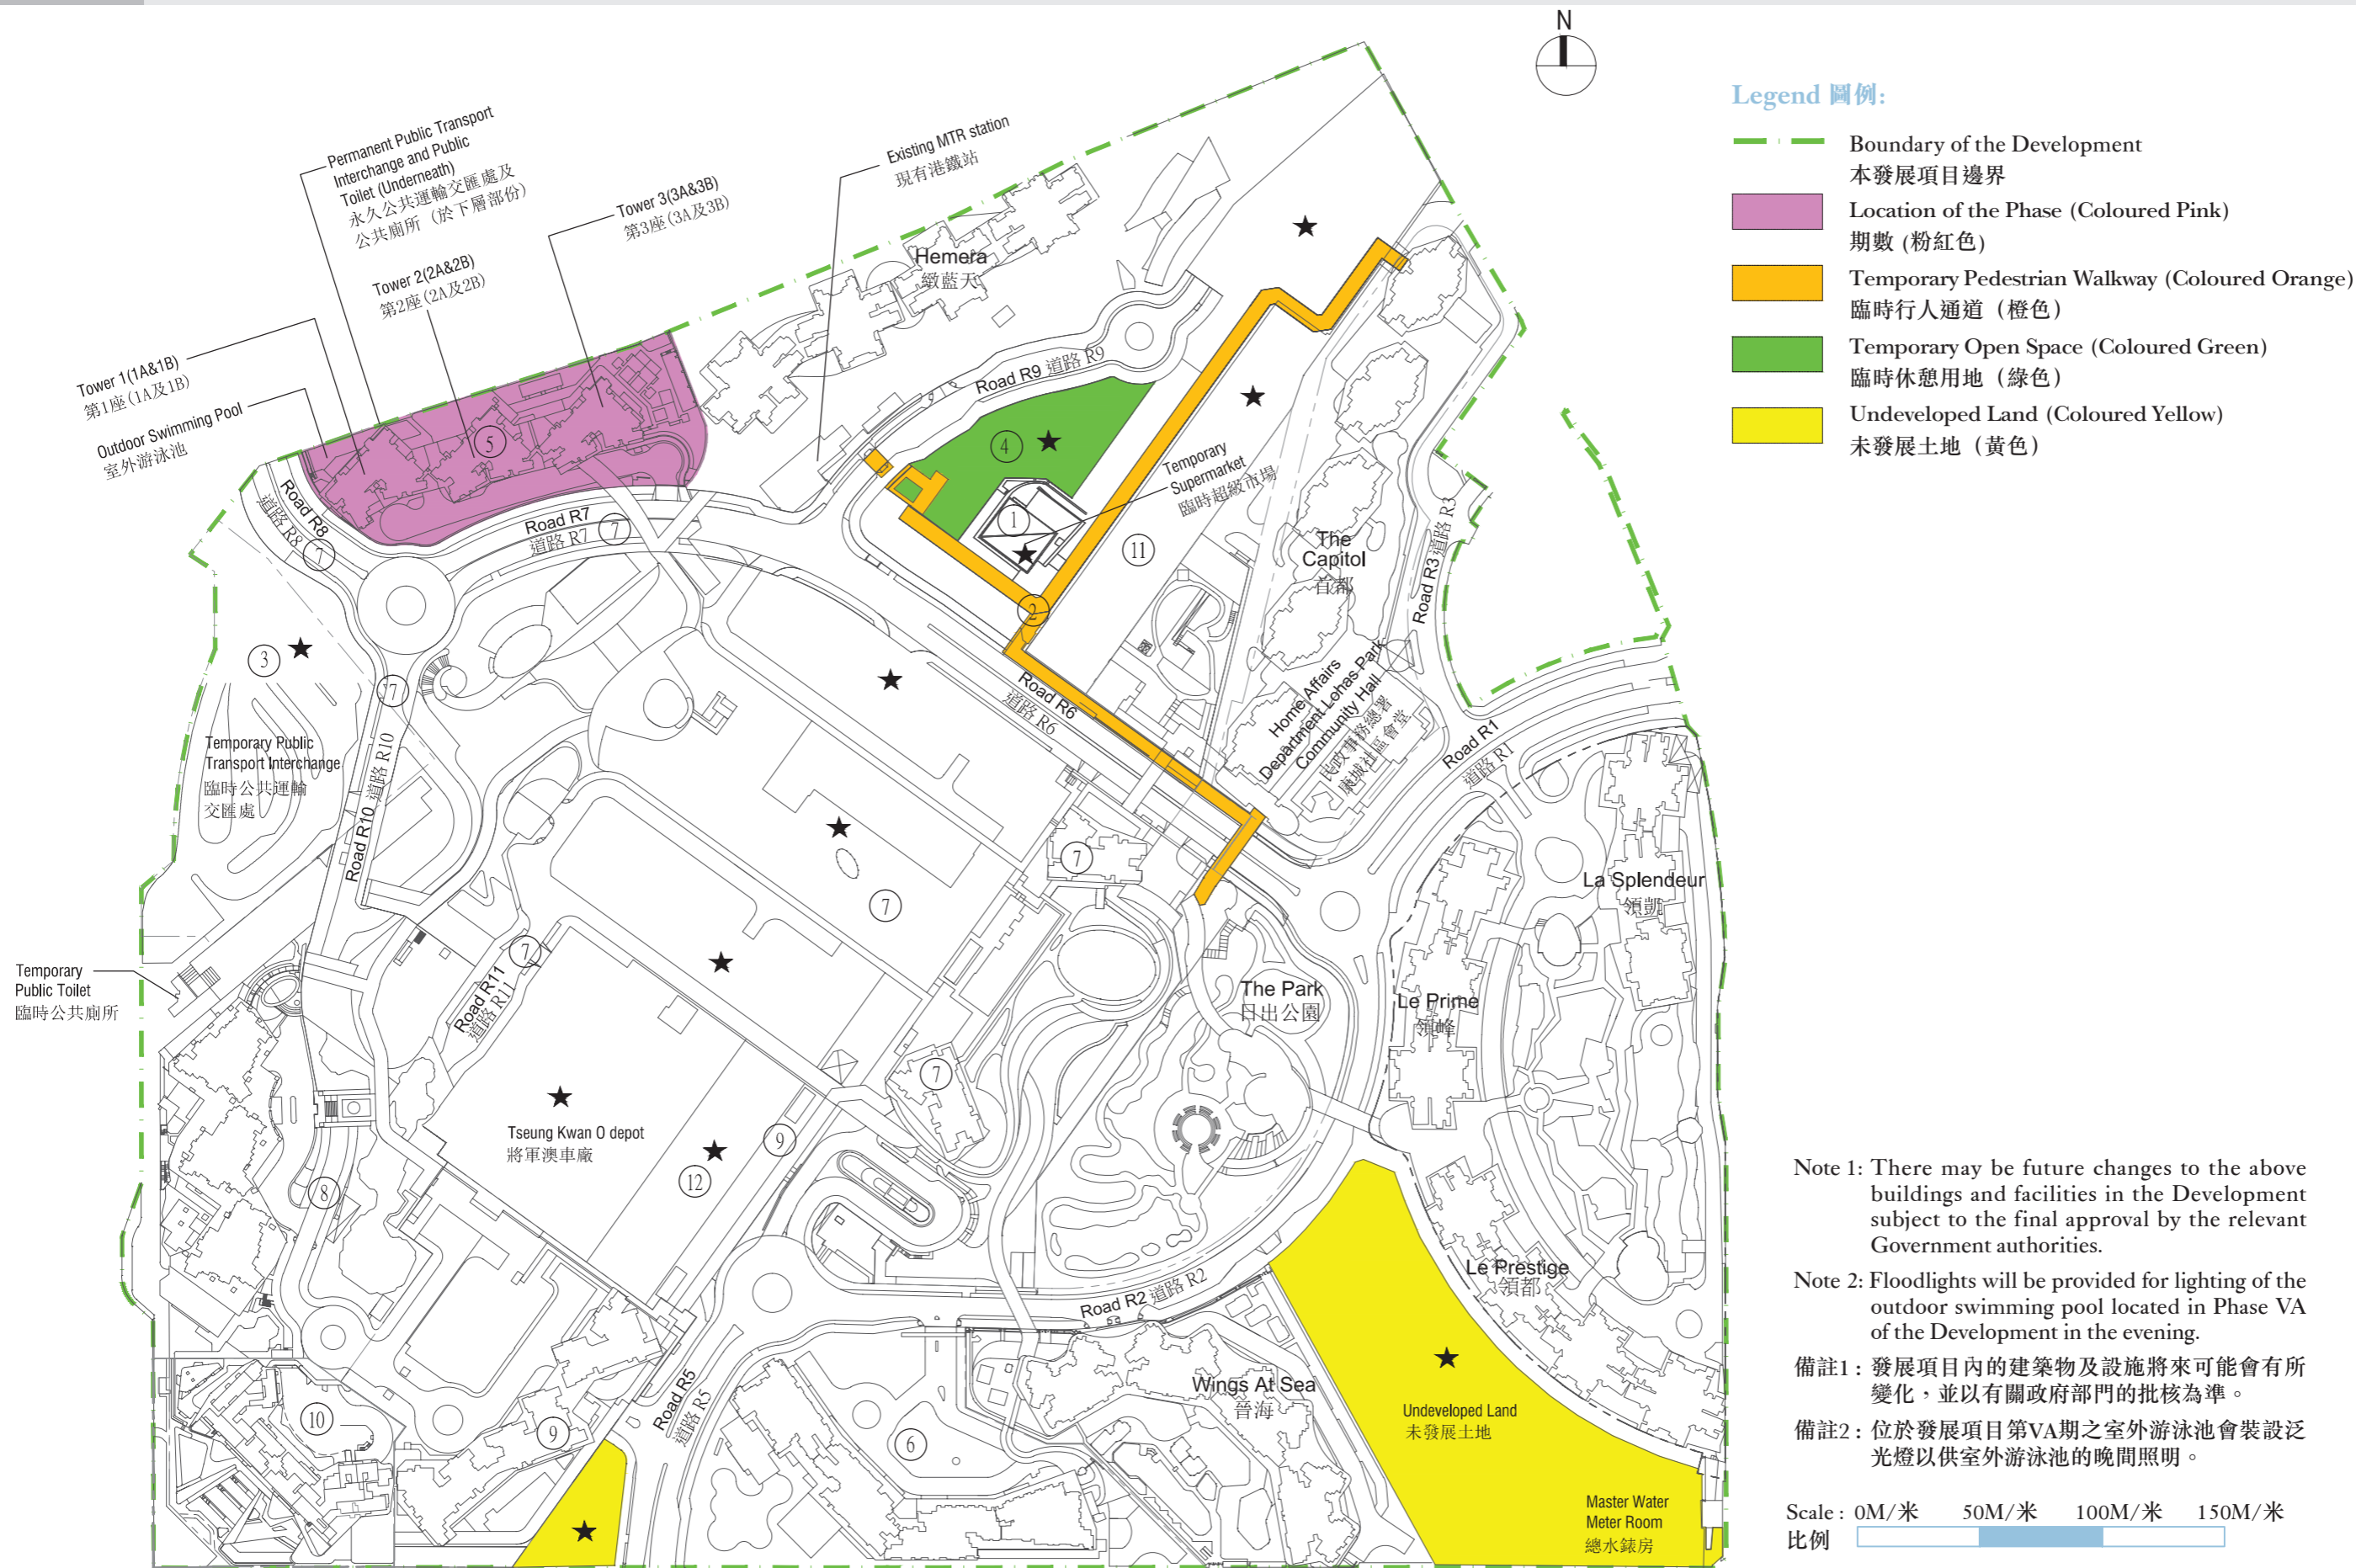 N
Legend 圖例:
Boundary of the Development
本發展項目邊界
Location of the Phase (Coloured Pink)
期數 (粉紅色)
Temporary Pedestrian Walkway (Coloured Orange)
臨時行人通道（橙色）
Temporary Open Space (Coloured Green)
臨時休憩用地（綠色）
Undeveloped Land (Coloured Yellow)
未發展土地（黃色）
Permanent Public Transport
Interchange and Public
Toilet (Underneath)
永久公共運輸交匯處及
公共廁所（於下層部份）
Existing MTR station
現有港鐵站
Tower 3(3A&3B)
第3座(3A及3B)
Tower 2(2A&2B)
第2座(2A及2B)
Tower 1(1A&1B)
第1座(1A及1B)
Outdoor Swimming Pool
室外游泳池
Hemera
緻藍天
Road R9 道路 R9
5
4
Temporary
Supermarket
臨時超級市場
1
11
2
Road R8
道路 R8
7
Road R7
道路 R7
7
The
Capitol
首都
Road R3 道路 R3
3
7
Temporary Public
Transport Interchange
臨時公共運輸
交匯處
Road R10 道路 R10
Road R6
道路 R6
Home Affairs
Department Lohas Park
Community Hall
民政事務總署
康城社區會堂
Road R1
道路 R1
7
7
La Splendeur
領凱
Temporary
Public Toilet
臨時公共廁所
7
Road R11
道路 R11
The Park
日出公園
Le Prime
領峰
7
Tseung Kwan O depot
將軍澳車廠
9
12
8
Road R2 道路 R2
Le Prestige
領都
Road R5
道路 R5
Wings At Sea
晉海
Undeveloped Land
未發展土地
10
9
6
Master Water
Meter Room
總水錶房
Note 1: There may be future changes to the above
buildings and facilities in the Development
subject to the final approval by the relevant
Government authorities.
Note 2: Floodlights will be provided for lighting of the
outdoor swimming pool located in Phase VA
of the Development in the evening.
備註1 : 發展項目內的建築物及設施將來可能會有所
變化，並以有關政府部門的批核為準。
備註2 : 位於發展項目第VA期之室外游泳池會裝設泛
光燈以供室外游泳池的晚間照明。
Scale : 0M/米 50M/米 100M/米 150M/米
比例